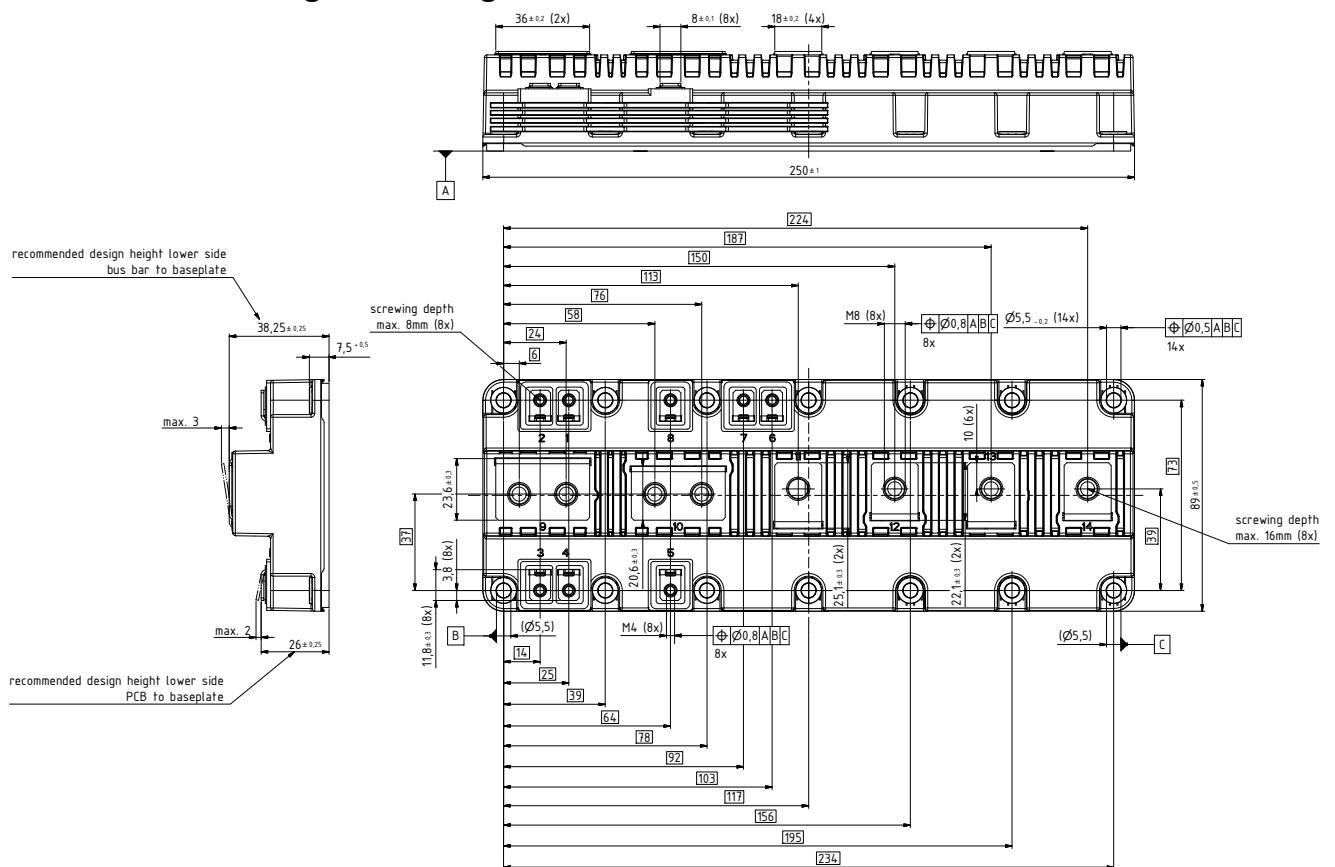 36±0,2 (2x)
8±0,1 (8x)
18±0,2 (4x)
250±1
A
224
187
150
113
76
58
24
6
recommended design height lower side
bus bar to baseplate
38,25±0,25
7,5 +0,5
max. 3
screwing depth
max. 8mm (8x)
M8 (8x)
⌖ Ø0,8 A B C
8x
Ø5,5 -0,2 (14x)
⌖ Ø0,5 A B C
14x
2
1
8
7
6
10 (6x)
13
23,6±0,3
73
89±0,5
9
10
12
14
screwing depth
max. 16mm (8x)
37
3,8 (8x)
3
4
5
20,6±0,3
25,1±0,3 (2x)
22,1±0,3 (2x)
39
11,8±0,3 (8x)
max. 2
26±0,25
B
(Ø5,5)
M4 (8x)
⌖ Ø0,8 A B C
8x
(Ø5,5)
C
recommended design height lower side
PCB to baseplate
14
25
39
64
78
92
103
117
156
195
234